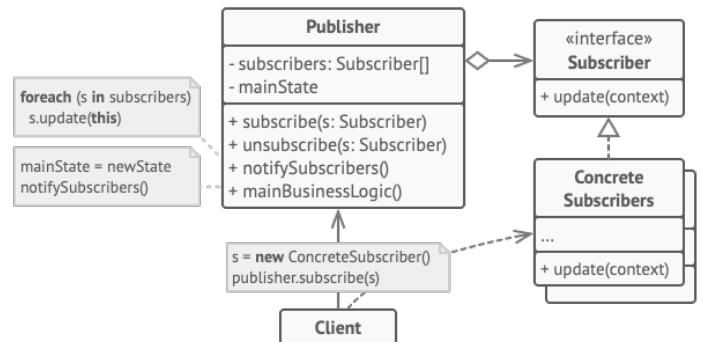 Publisher
- subscribers: Subscriber[]
- mainState
+ subscribe(s: Subscriber)
+ unsubscribe(s: Subscriber)
+ notifySubscribers()
+ mainBusinessLogic()
foreach (s in subscribers)
s.update(this)
mainState = newState
notifySubscribers()
«interface»
Subscriber
+ update(context)
Concrete
Subscribers
...
+ update(context)
s = new ConcreteSubscriber()
publisher.subscribe(s)
Client